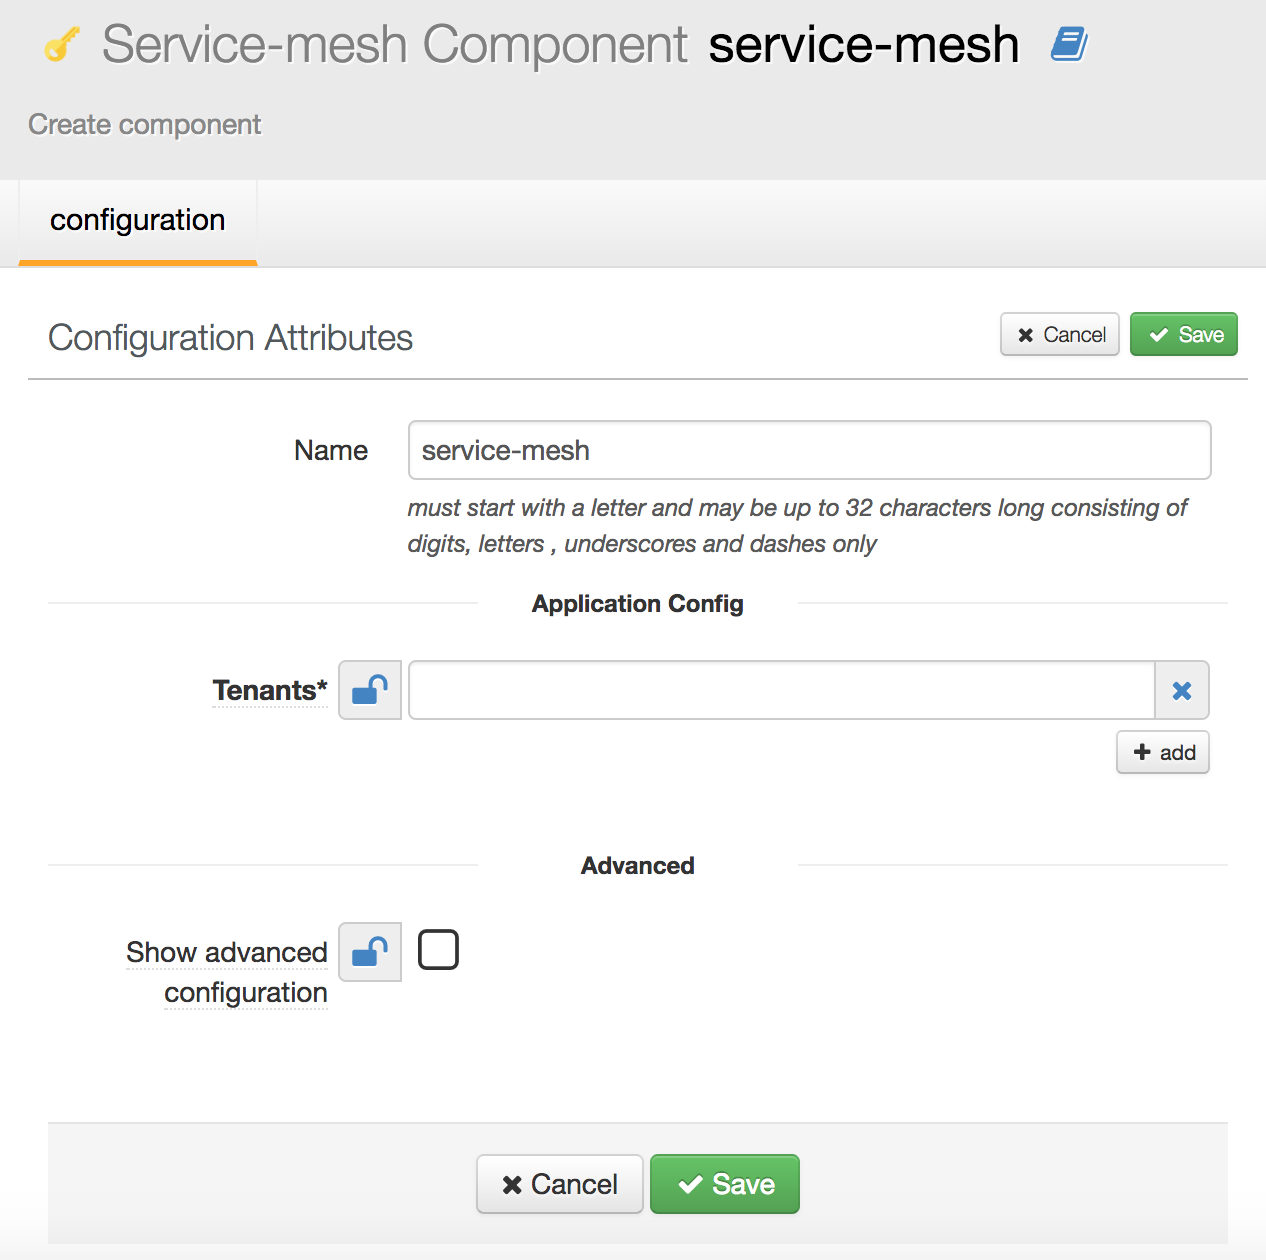 Service-mesh Component service-mesh
Create component
configuration
Configuration Attributes
Cancel
Save
Name
service-mesh
must start with a letter and may be up to 32 characters long consisting of
digits, letters , underscores and dashes only
Application Config
Tenants*
add
Advanced
Show advanced
configuration
Cancel
Save